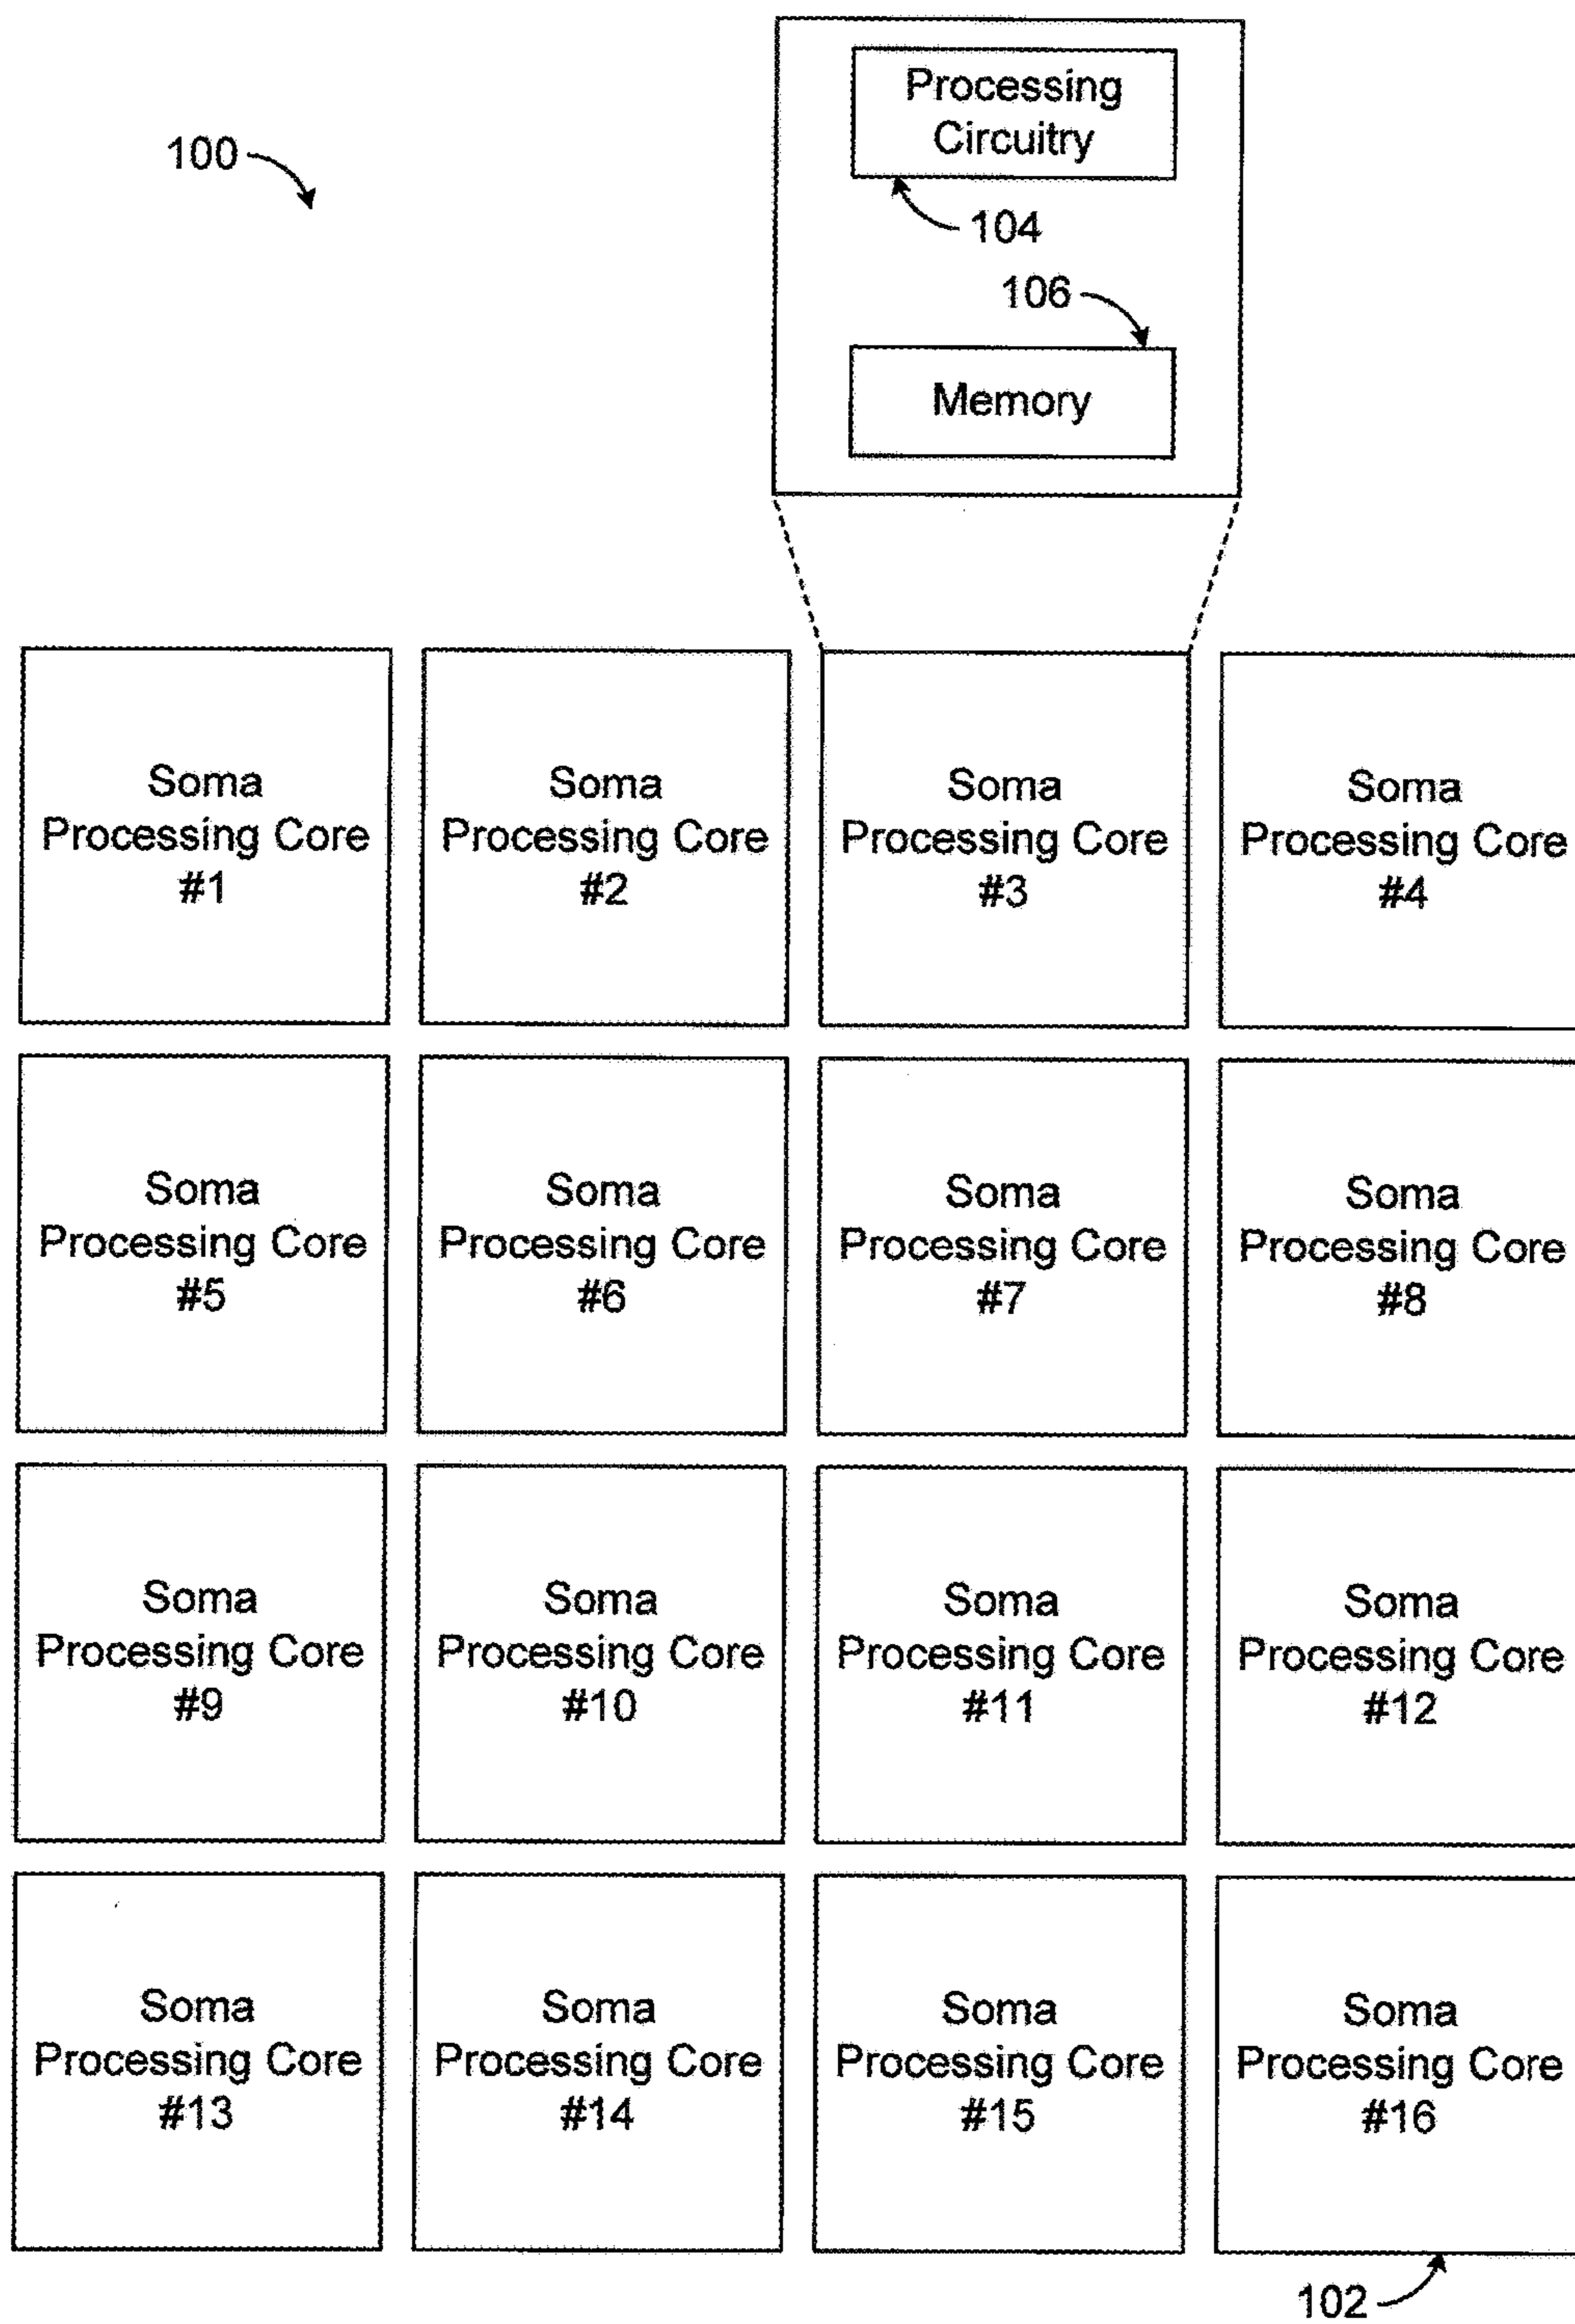 Processing
Circuitry
100
104
106
Memory
Soma
Processing Core
#1
Soma
Processing Core
#2
Soma
Processing Core
#3
Soma
Processing Core
#4
Soma
Processing Core
#5
Soma
Processing Core
#6
Soma
Processing Core
#7
Soma
Processing Core
#8
Soma
Processing Core
#9
Soma
Processing Core
#10
Soma
Processing Core
#11
Soma
Processing Core
#12
Soma
Processing Core
#13
Soma
Processing Core
#14
Soma
Processing Core
#15
Soma
Processing Core
#16
102